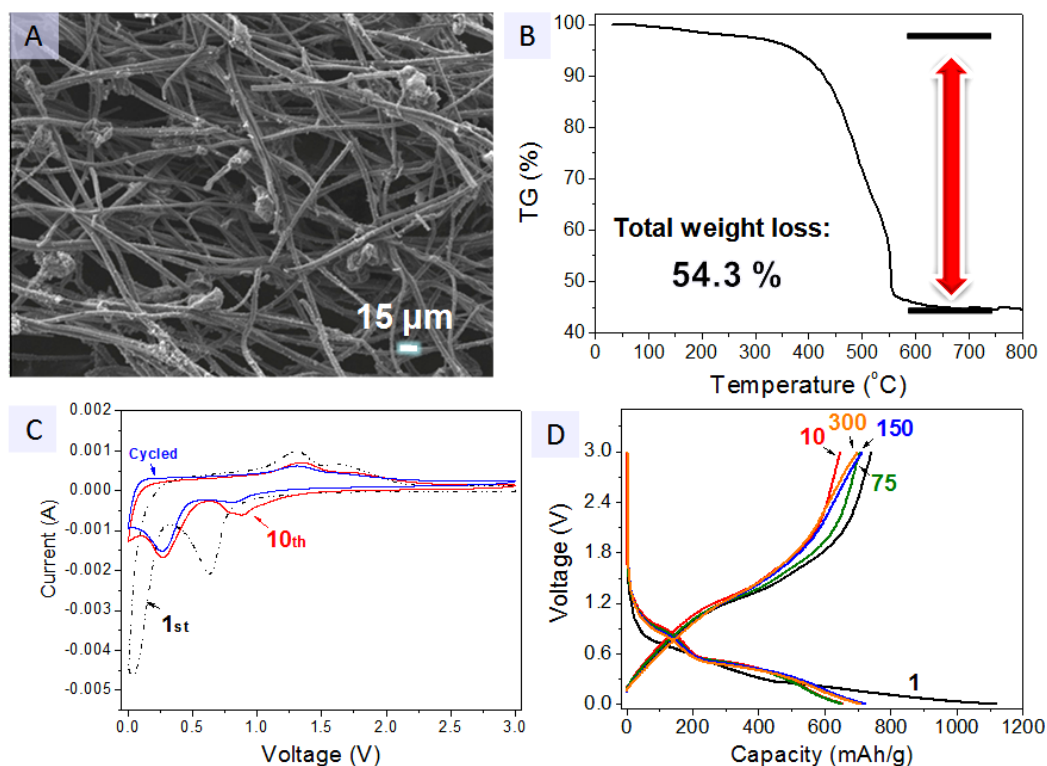 A
15 µm
B
100
90
80
70
60
50
40
TG (%)
Total weight loss:
54.3 %
0 100 200 300 400 500 600 700 800
Temperature (°C)
C
0.002
0.001
0.000
-0.001
-0.002
-0.003
-0.004
-0.005
Current (A)
Cycled
10th
1st
0.0 0.5 1.0 1.5 2.0 2.5 3.0
Voltage (V)
D
3.0
2.4
1.8
1.2
0.6
0.0
Voltage (V)
10
300
150
75
1
0 200 400 600 800 1000 1200
Capacity (mAh/g)